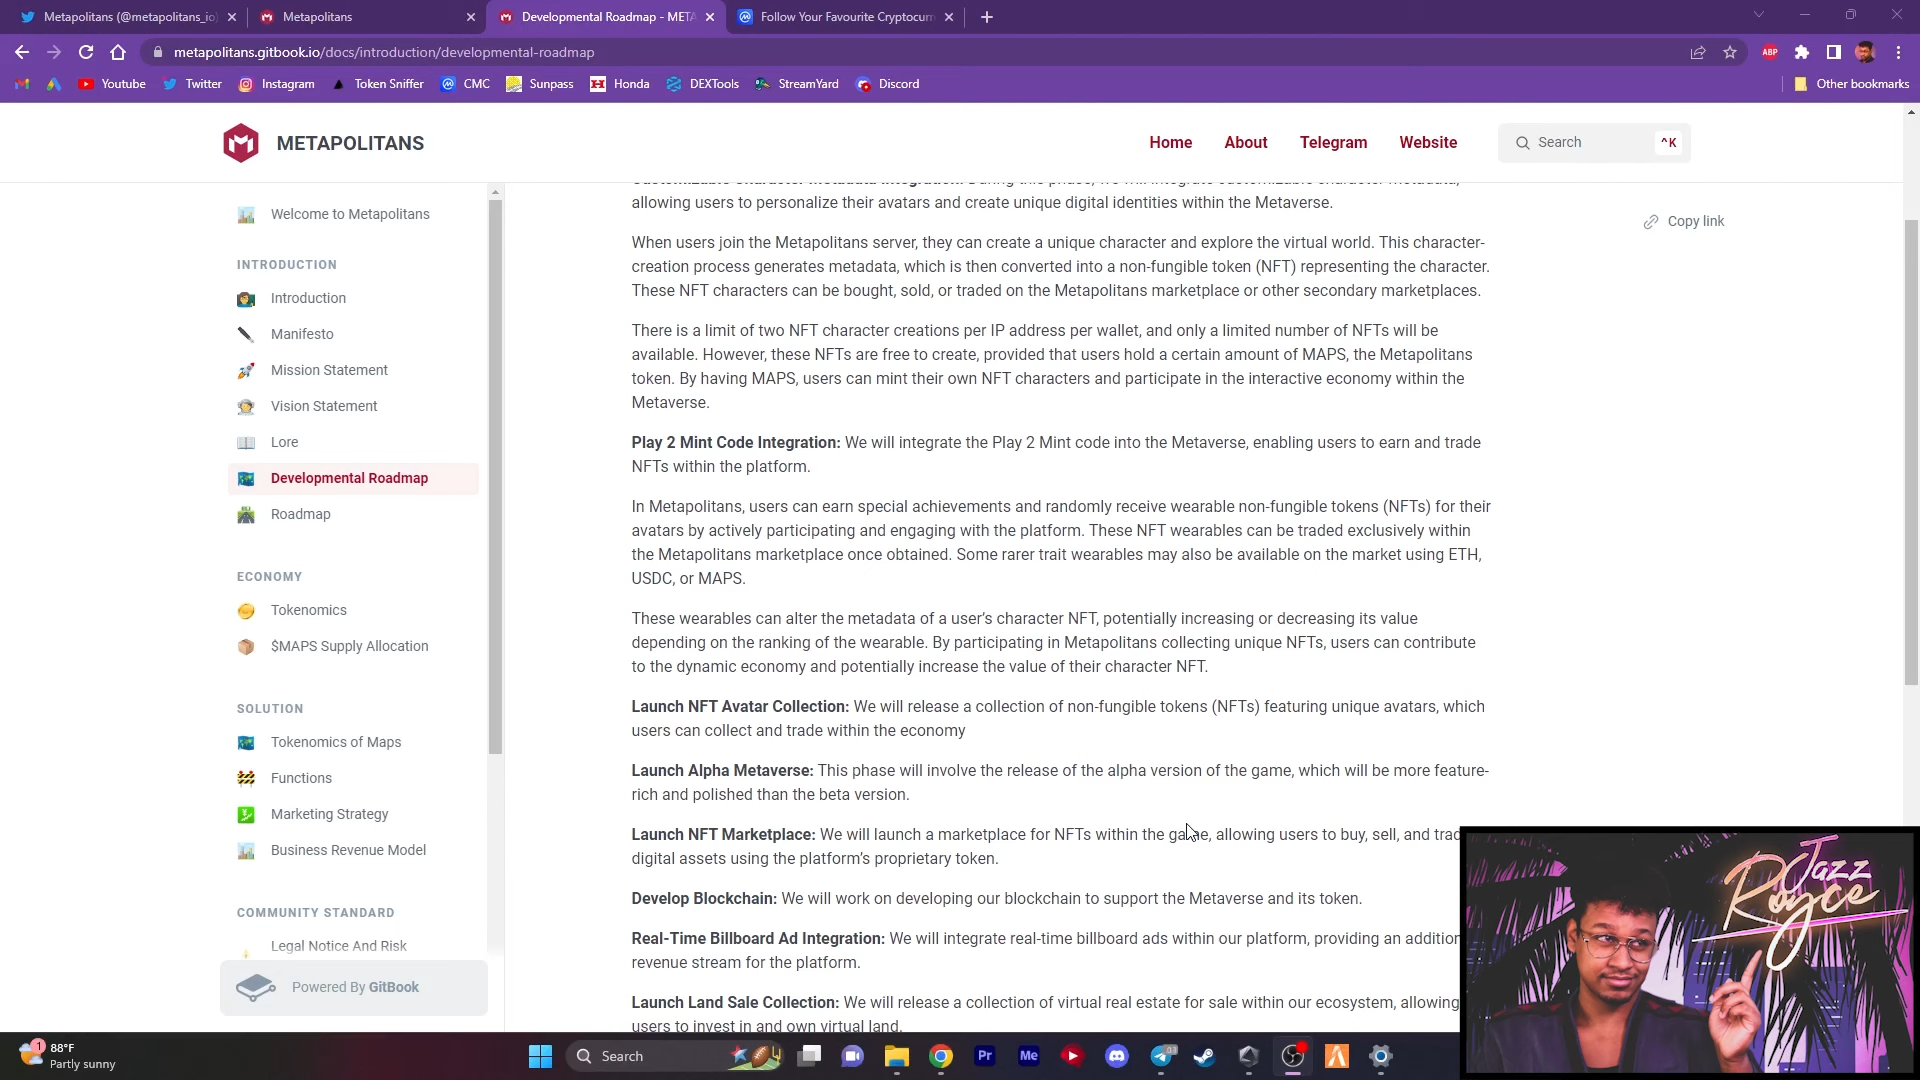 Metapolitans (@metapolitans_io)
Metapolitans
Developmental Roadmap - META
Follow Your Favourite Cryptocurr
metapolitans.gitbook.io/docs/introduction/developmental-roadmap
ABP
Youtube
Twitter
Instagram
Token Sniffer
CMC
Sunpass
Honda
DEXTools
StreamYard
Discord
Other bookmarks
METAPOLITANS
Home
About
Telegram
Website
Search
^K
Welcome to Metapolitans
INTRODUCTION
Introduction
Manifesto
Mission Statement
Vision Statement
Lore
Developmental Roadmap
Roadmap
ECONOMY
Tokenomics
$MAPS Supply Allocation
SOLUTION
Tokenomics of Maps
Functions
Marketing Strategy
Business Revenue Model
COMMUNITY STANDARD
Legal Notice And Risk
Powered By GitBook
Customizable Character Metadata Integration: During this phase, we will integrate customizable character metadata,
allowing users to personalize their avatars and create unique digital identities within the Metaverse.
When users join the Metapolitans server, they can create a unique character and explore the virtual world. This character-
creation process generates metadata, which is then converted into a non-fungible token (NFT) representing the character.
These NFT characters can be bought, sold, or traded on the Metapolitans marketplace or other secondary marketplaces.
There is a limit of two NFT character creations per IP address per wallet, and only a limited number of NFTs will be
available. However, these NFTs are free to create, provided that users hold a certain amount of MAPS, the Metapolitans
token. By having MAPS, users can mint their own NFT characters and participate in the interactive economy within the
Metaverse.
Play 2 Mint Code Integration: We will integrate the Play 2 Mint code into the Metaverse, enabling users to earn and trade
NFTs within the platform.
In Metapolitans, users can earn special achievements and randomly receive wearable non-fungible tokens (NFTs) for their
avatars by actively participating and engaging with the platform. These NFT wearables can be traded exclusively within
the Metapolitans marketplace once obtained. Some rarer trait wearables may also be available on the market using ETH,
USDC, or MAPS.
These wearables can alter the metadata of a user's character NFT, potentially increasing or decreasing its value
depending on the ranking of the wearable. By participating in Metapolitans collecting unique NFTs, users can contribute
to the dynamic economy and potentially increase the value of their character NFT.
Launch NFT Avatar Collection: We will release a collection of non-fungible tokens (NFTs) featuring unique avatars, which
users can collect and trade within the economy
Launch Alpha Metaverse: This phase will involve the release of the alpha version of the game, which will be more feature-
rich and polished than the beta version.
Launch NFT Marketplace: We will launch a marketplace for NFTs within the game, allowing users to buy, sell, and trad
digital assets using the platform's proprietary token.
Develop Blockchain: We will work on developing our blockchain to support the Metaverse and its token.
Real-Time Billboard Ad Integration: We will integrate real-time billboard ads within our platform, providing an addition
revenue stream for the platform.
Launch Land Sale Collection: We will release a collection of virtual real estate for sale within our ecosystem, allowing
users to invest in and own virtual land.
Copy link
Jazz
Royce
1
88°F
Partly sunny
Search
Pr
Me
03